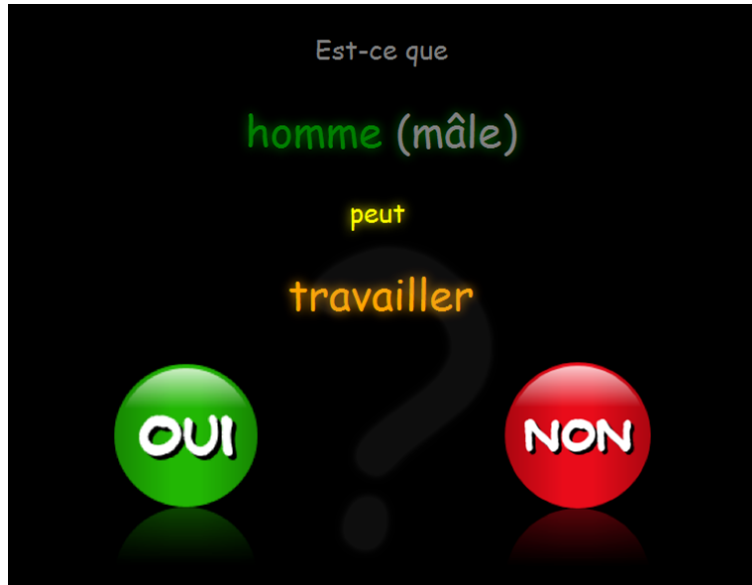 Est-ce que
homme (mâle)
peut
travailler
OUI
NON